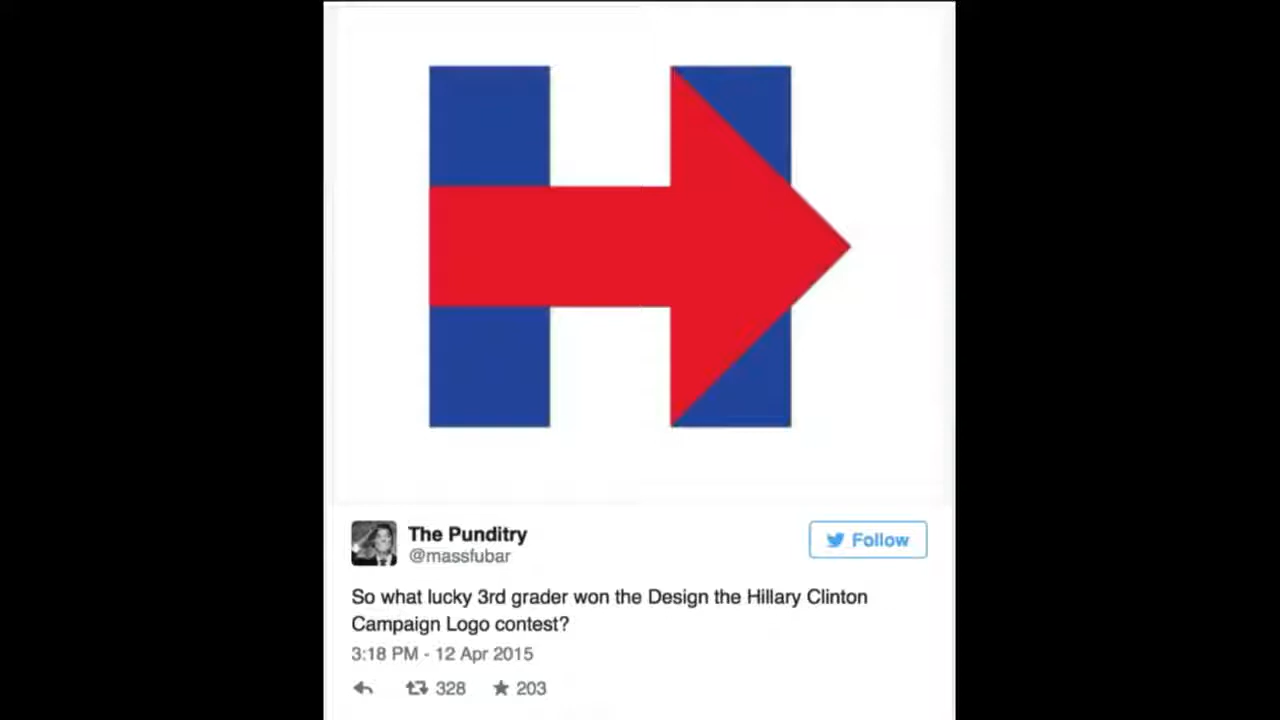 The Punditry
@massfubar
Follow
So what lucky 3rd grader won the Design the Hillary Clinton
Campaign Logo contest?
3:18 PM - 12 Apr 2015
328 203